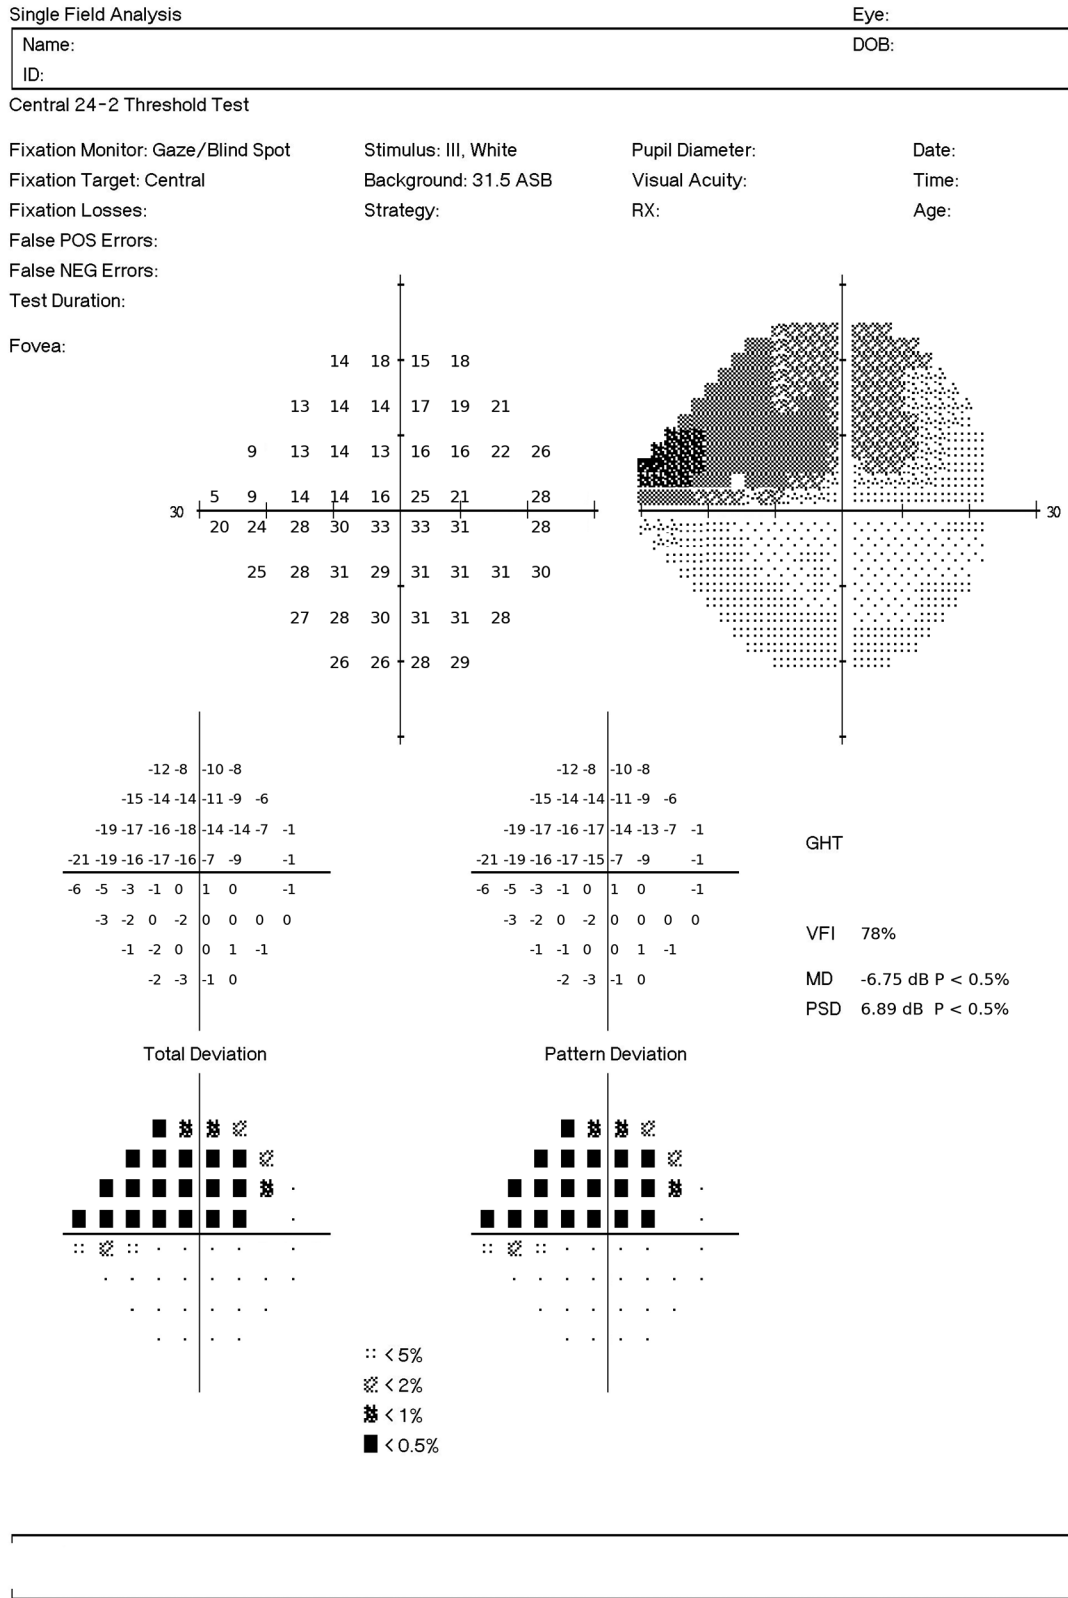 Single Field Analysis Eye:
Name: DOB:
ID:
Central 24-2 Threshold Test
Fixation Monitor: Gaze/Blind Spot Stimulus: III, White Pupil Diameter: Date:
Fixation Target: Central Background: 31.5 ASB Visual Acuity: Time:
Fixation Losses: Strategy: RX: Age:
False POS Errors:
False NEG Errors:
Test Duration:
Fovea:
14 18 15 18
13 14 14 17 19 21
9 13 14 13 16 16 22 26
5 9 14 14 16 25 21 28
30 30
20 24 28 30 33 33 31 28
25 28 31 29 31 31 31 30
27 28 30 31 31 28
26 26 28 29
-12 -8 -10 -8 -12 -8 -10 -8
-15 -14 -14 -11 -9 -6 -15 -14 -14 -11 -9 -6
-19 -17 -16 -18 -14 -14 -7 -1 -19 -17 -16 -17 -14 -13 -7 -1
GHT
-21 -19 -16 -17 -16 -7 -9 -1 -21 -19 -16 -17 -15 -7 -9 -1
-6 -5 -3 -1 0 1 0 -1 -6 -5 -3 -1 0 1 0 -1
-3 -2 0 -2 0 0 0 0 -3 -2 0 -2 0 0 0 0
VFI 78%
-1 -2 0 0 1 -1 -1 -1 0 0 1 -1
-2 -3 -1 0 -2 -3 -1 0
MD -6.75 dB P < 0.5%
PSD 6.89 dB P < 0.5%
Total Deviation Pattern Deviation
< 5%
< 2%
< 1%
< 0.5%